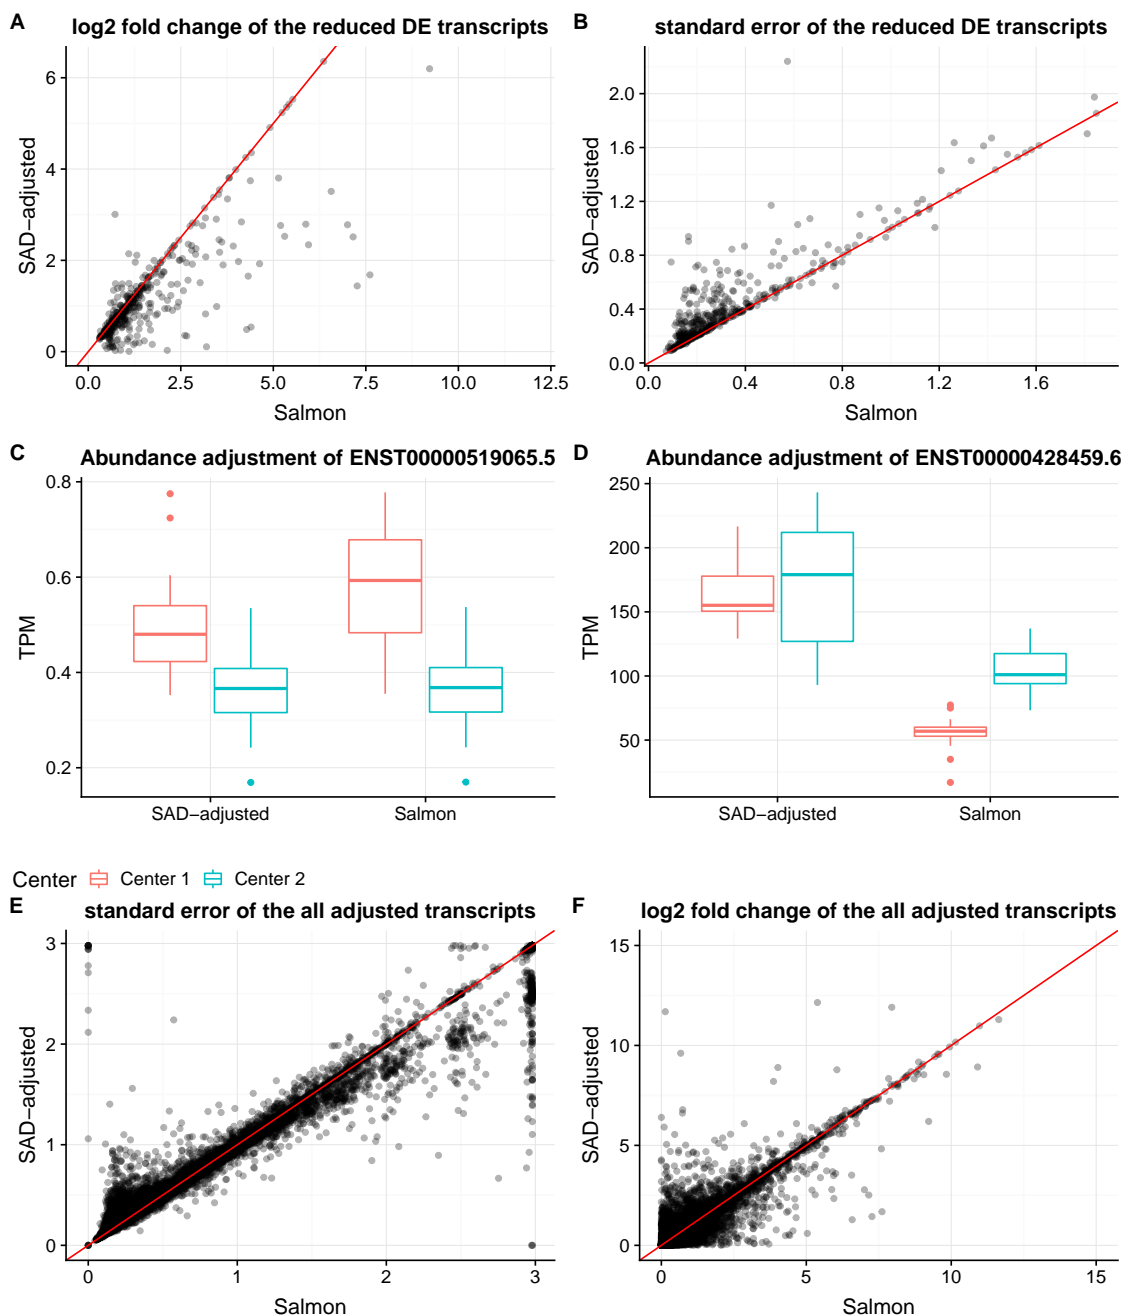 A log2 fold change of the reduced DE transcripts
SAD−adjusted
6
4
2
0
0.0 2.5 5.0 7.5 10.0 12.5
Salmon
B standard error of the reduced DE transcripts
SAD−adjusted
2.0
1.6
1.2
0.8
0.4
0.0
0.0 0.4 0.8 1.2 1.6
Salmon
C Abundance adjustment of ENST00000519065.5
TPM
0.8
0.6
0.4
0.2
SAD−adjusted Salmon
D Abundance adjustment of ENST00000428459.6
TPM
250
200
150
100
50
SAD−adjusted Salmon
Center Center 1 Center 2
E standard error of the all adjusted transcripts
SAD−adjusted
3
2
1
0
0 1 2 3
Salmon
F log2 fold change of the all adjusted transcripts
SAD−adjusted
15
10
5
0
0 5 10 15
Salmon